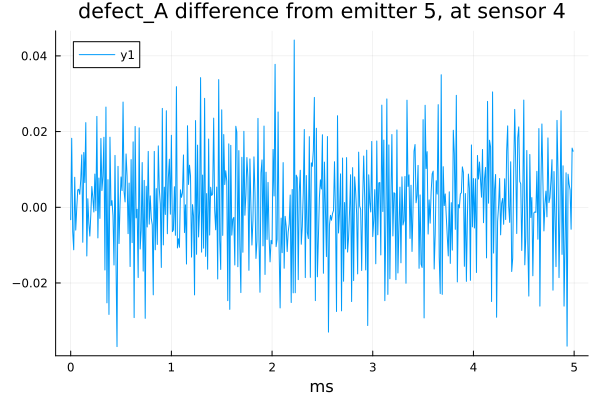 defect_A difference from emitter 5, at sensor 4
y1
0.04
0.02
0.00
−0.02
0 1 2 3 4 5
ms